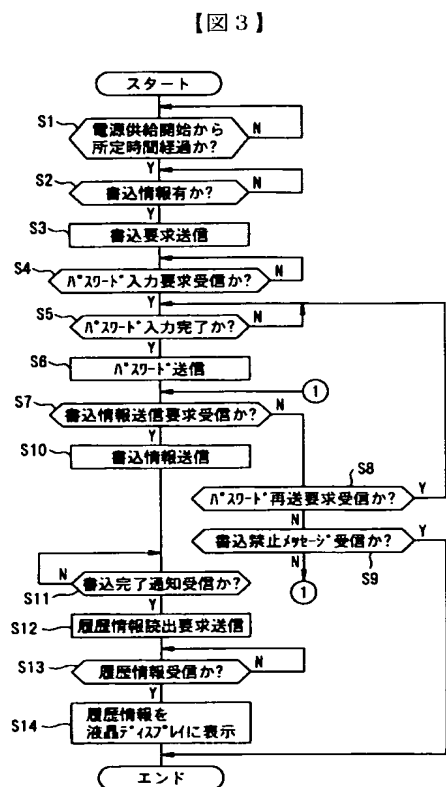 【図3】
スタート
S1
電源供給開始から
所定時間経過か?
N
Y
S2
書込情報有か?
N
Y
S3
書込要求送信
S4
パスワード入力要求受信か?
N
Y
S5
パスワード入力完了か?
N
Y
S6
パスワード送信
1
S7
書込情報送信要求受信か?
N
Y
S10
書込情報送信
S8
パスワード再送要求受信か?
Y
N
書込禁止メッセージ受信か?
Y
S9
N
1
N
書込完了通知受信か?
S11
Y
S12
履歴情報読出要求送信
S13
履歴情報受信か?
N
Y
S14
履歴情報を
液晶ディスプレイに表示
エンド